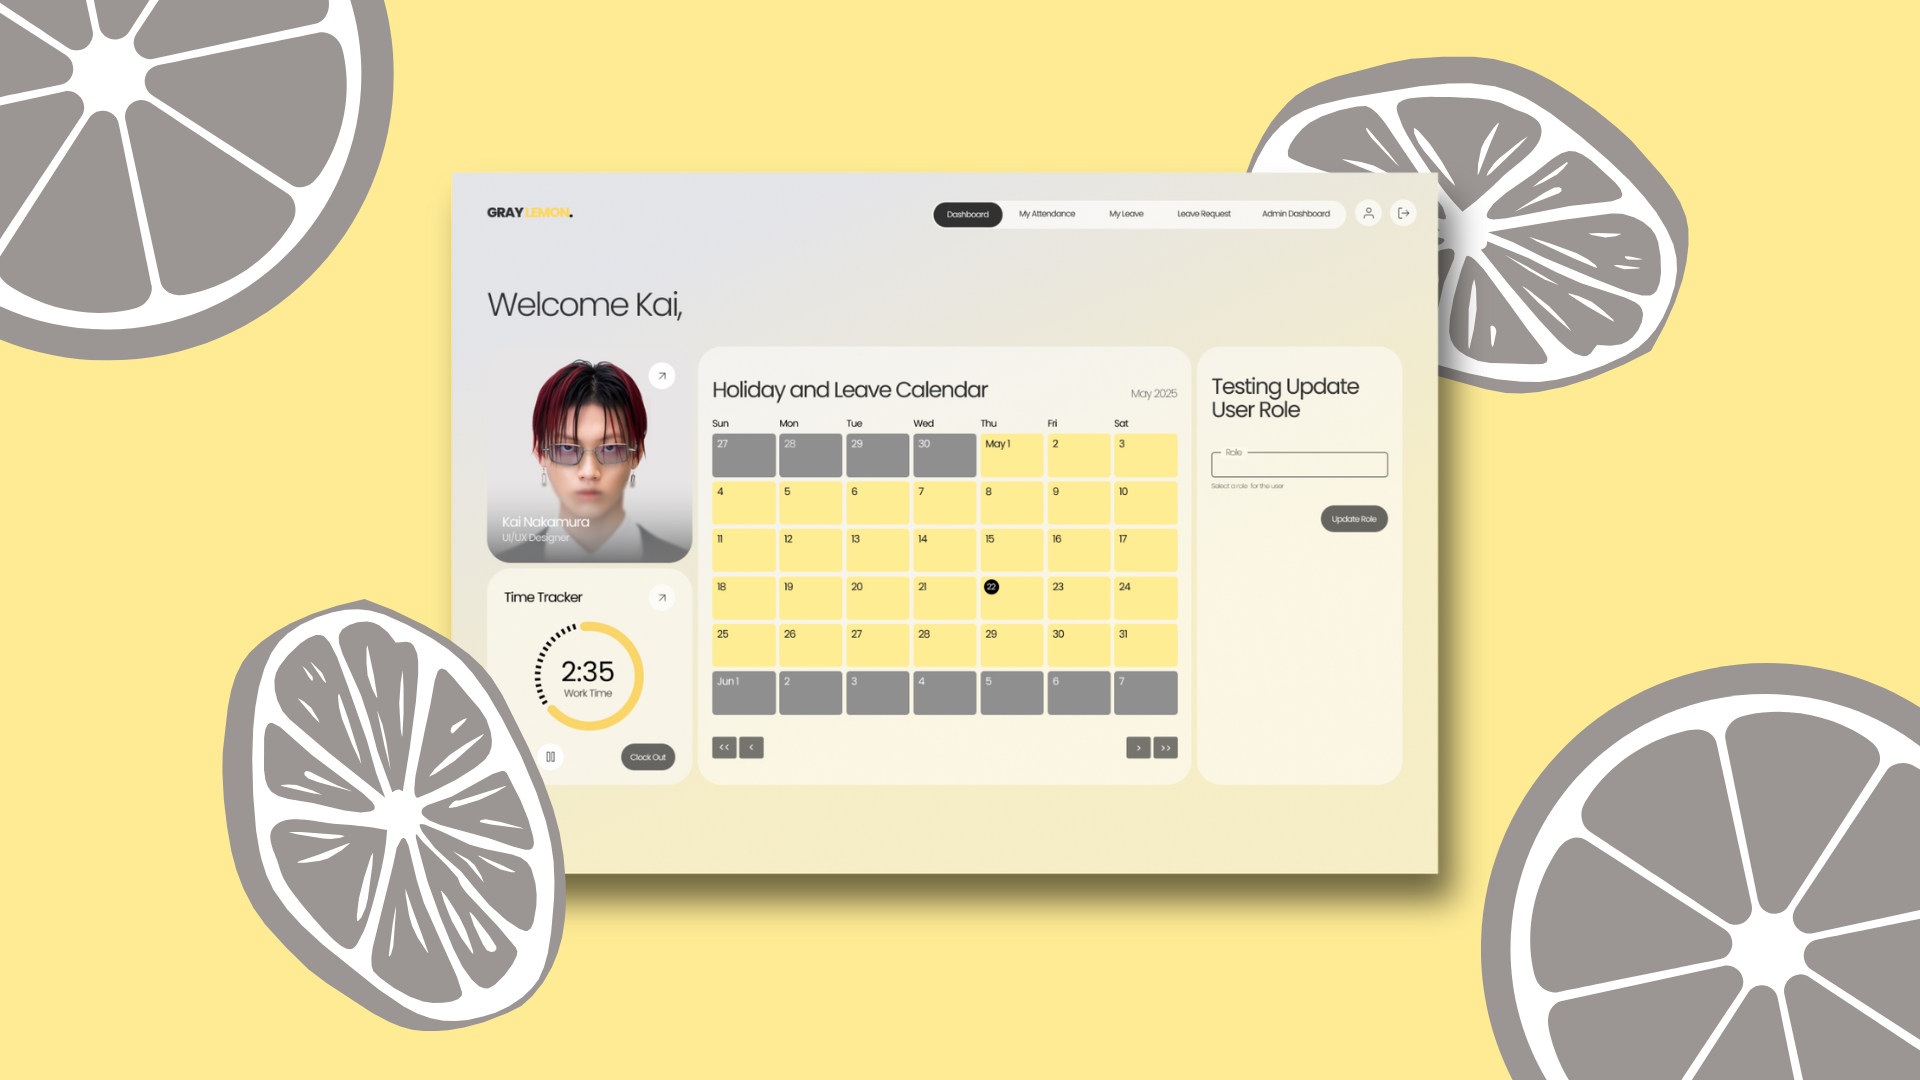 GRAY LEMON.
Dashboard My Attendance My Leave Leave Request Admin Dashboard
Welcome Kai,
Kai Nakamura
UI/UX Designer
Time Tracker
2:35
Work Time
Clock Out
Holiday and Leave Calendar
May 2025
Sun Mon Tue Wed Thu Fri Sat
27 28 29 30 May 1 2 3
4 5 6 7 8 9 10
11 12 13 14 15 16 17
18 19 20 21 22 23 24
25 26 27 28 29 30 31
Jun 1 2 3 4 5 6 7
<< < > >>
Testing Update
User Role
Role
Select a role for the user
Update Role